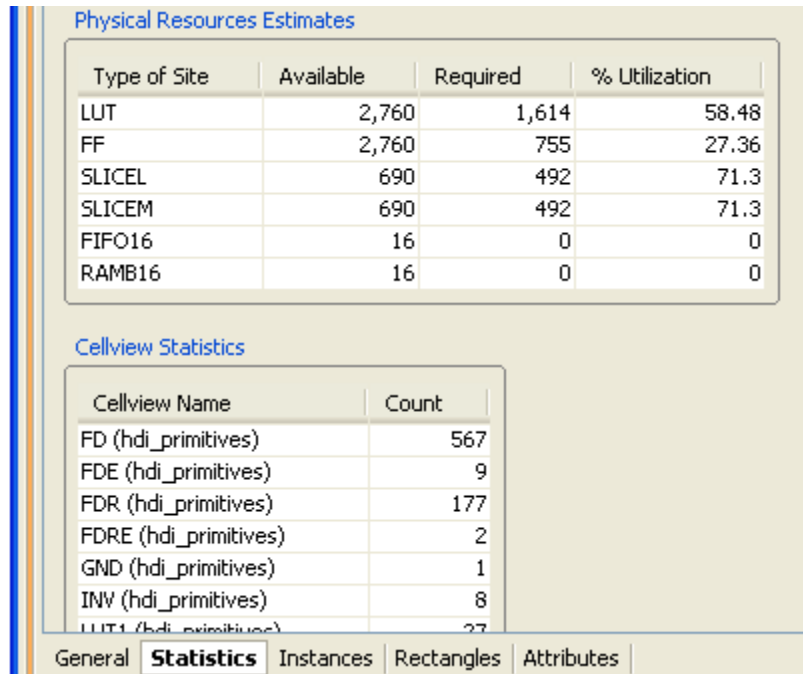 Physical Resources Estimates
Type of Site Available Required % Utilization
LUT 2,760 1,614 58.48
FF 2,760 755 27.36
SLICEL 690 492 71.3
SLICEM 690 492 71.3
FIFO16 16 0 0
RAMB16 16 0 0
Cellview Statistics
Cellview Name Count
FD (hdi_primitives) 567
FDE (hdi_primitives) 9
FDR (hdi_primitives) 177
FDRE (hdi_primitives) 2
GND (hdi_primitives) 1
INV (hdi_primitives) 8
LUT1 (hdi_primitives) 27
General Statistics Instances Rectangles Attributes